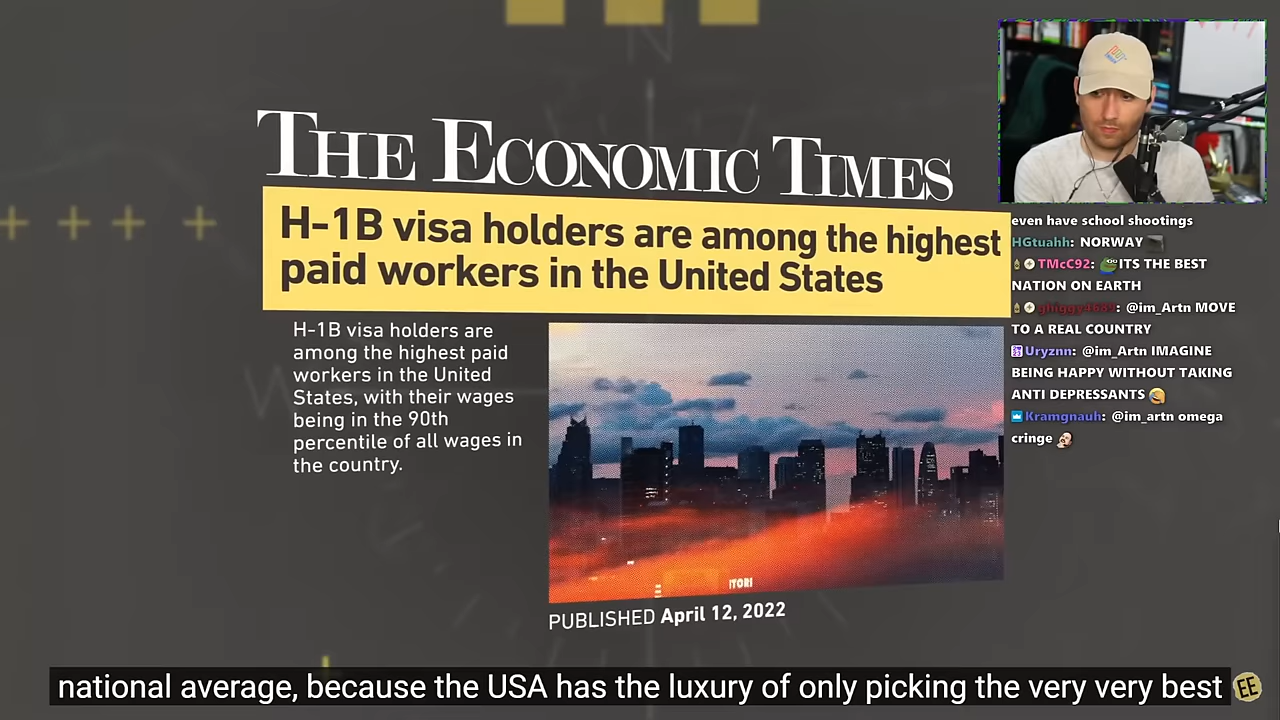 THE ECONOMIC TIMES
H-1B visa holders are among the highest
paid workers in the United States
H-1B visa holders are
among the highest paid
workers in the United
States, with their wages
being in the 90th
percentile of all wages in
the country.
PUBLISHED April 12, 2022
even have school shootings
HGtuahh: NORWAY
TMcC92: ITS THE BEST
NATION ON EARTH
: @im_Artn MOVE
TO A REAL COUNTRY
Uryznn: @im_Artn IMAGINE
BEING HAPPY WITHOUT TAKING
ANTI DEPRESSANTS
Kramgnauh: @im_artn omega
cringe
national average, because the USA has the luxury of only picking the very very best
EE